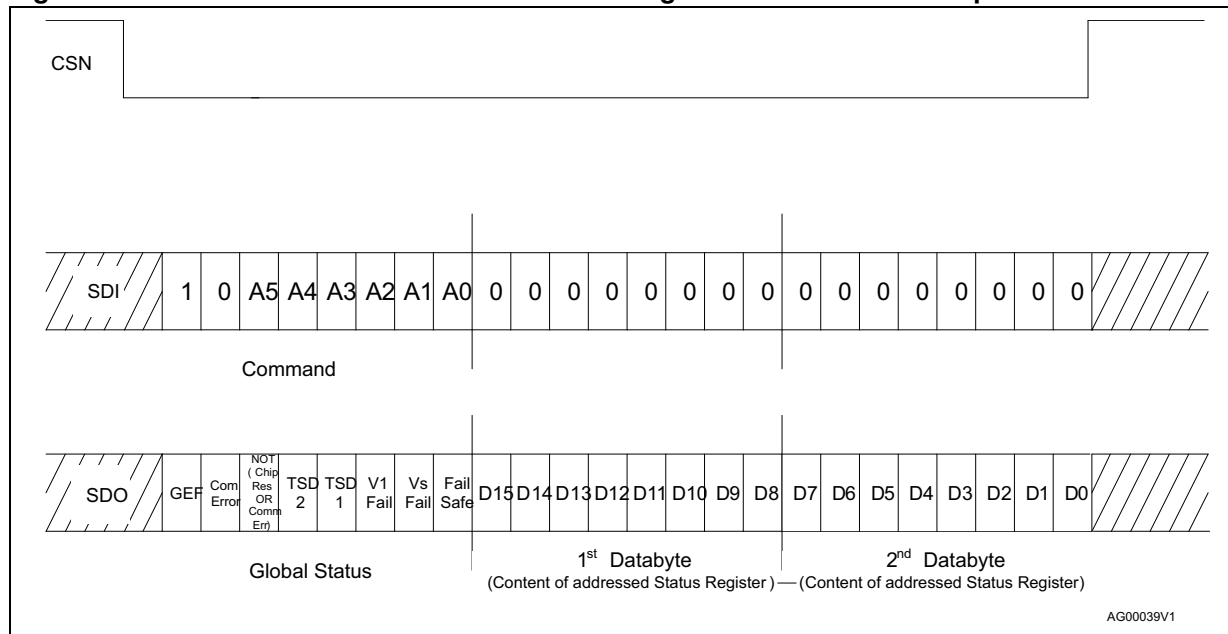 CSN
SDI 1 0 A5 A4 A3 A2 A1 A0 0 0 0 0 0 0 0 0 0 0 0 0 0 0 0 0
Command
SDO GEF Com Error NOT ( Chip Res OR Comm Err) TSD 2 TSD 1 V1 Fail Vs Fail Fail Safe D15 D14 D13 D12 D11 D10 D9 D8 D7 D6 D5 D4 D3 D2 D1 D0
Global Status
1st Databyte
(Content of addressed Status Register )
2nd Databyte
(Content of addressed Status Register)
AG00039V1